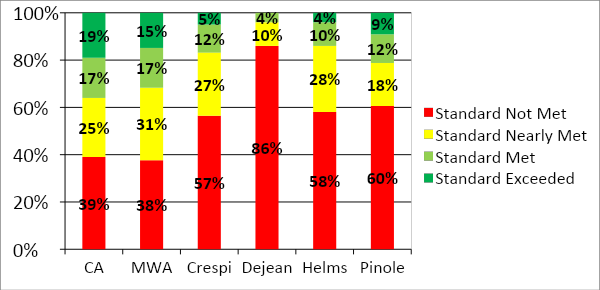 100%
80%
60%
40%
20%
0%
19% 15% 5% 4% 4% 9%
17% 17% 12% 10% 10% 12%
25% 31% 27% 28% 18%
39% 38% 57% 86% 58% 60%
CA MWA Crespi Dejean Helms Pinole
Standard Not Met
Standard Nearly Met
Standard Met
Standard Exceeded